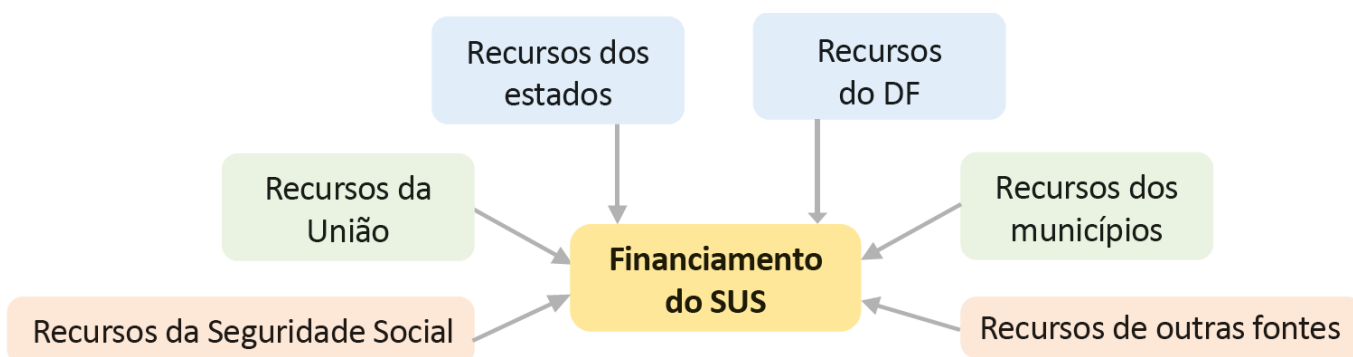 Recursos dos
estados
Recursos
do DF
Recursos da
União
Recursos dos
municípios
Financiamento
do SUS
Recursos da Seguridade Social
Recursos de outras fontes